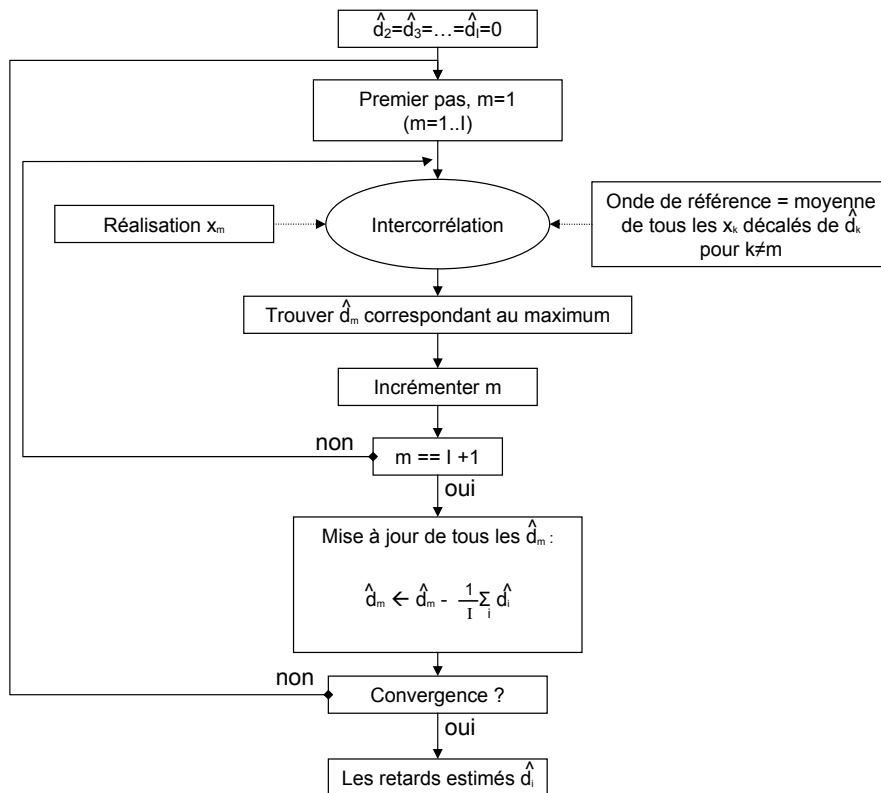 d̂₂=d̂₃=…=d̂ₗ=0
Premier pas, m=1
(m=1..I)
Réalisation xₘ
Intercorrélation
Onde de référence = moyenne
de tous les xₖ décalés de d̂ₖ
pour k≠m
Trouver d̂ₘ correspondant au maximum
Incrémenter m
non
m == I +1
oui
Mise à jour de tous les d̂ₘ :
d̂ₘ ← d̂ₘ - 1/I Σᵢ d̂ᵢ
non
Convergence ?
oui
Les retards estimés d̂ᵢ